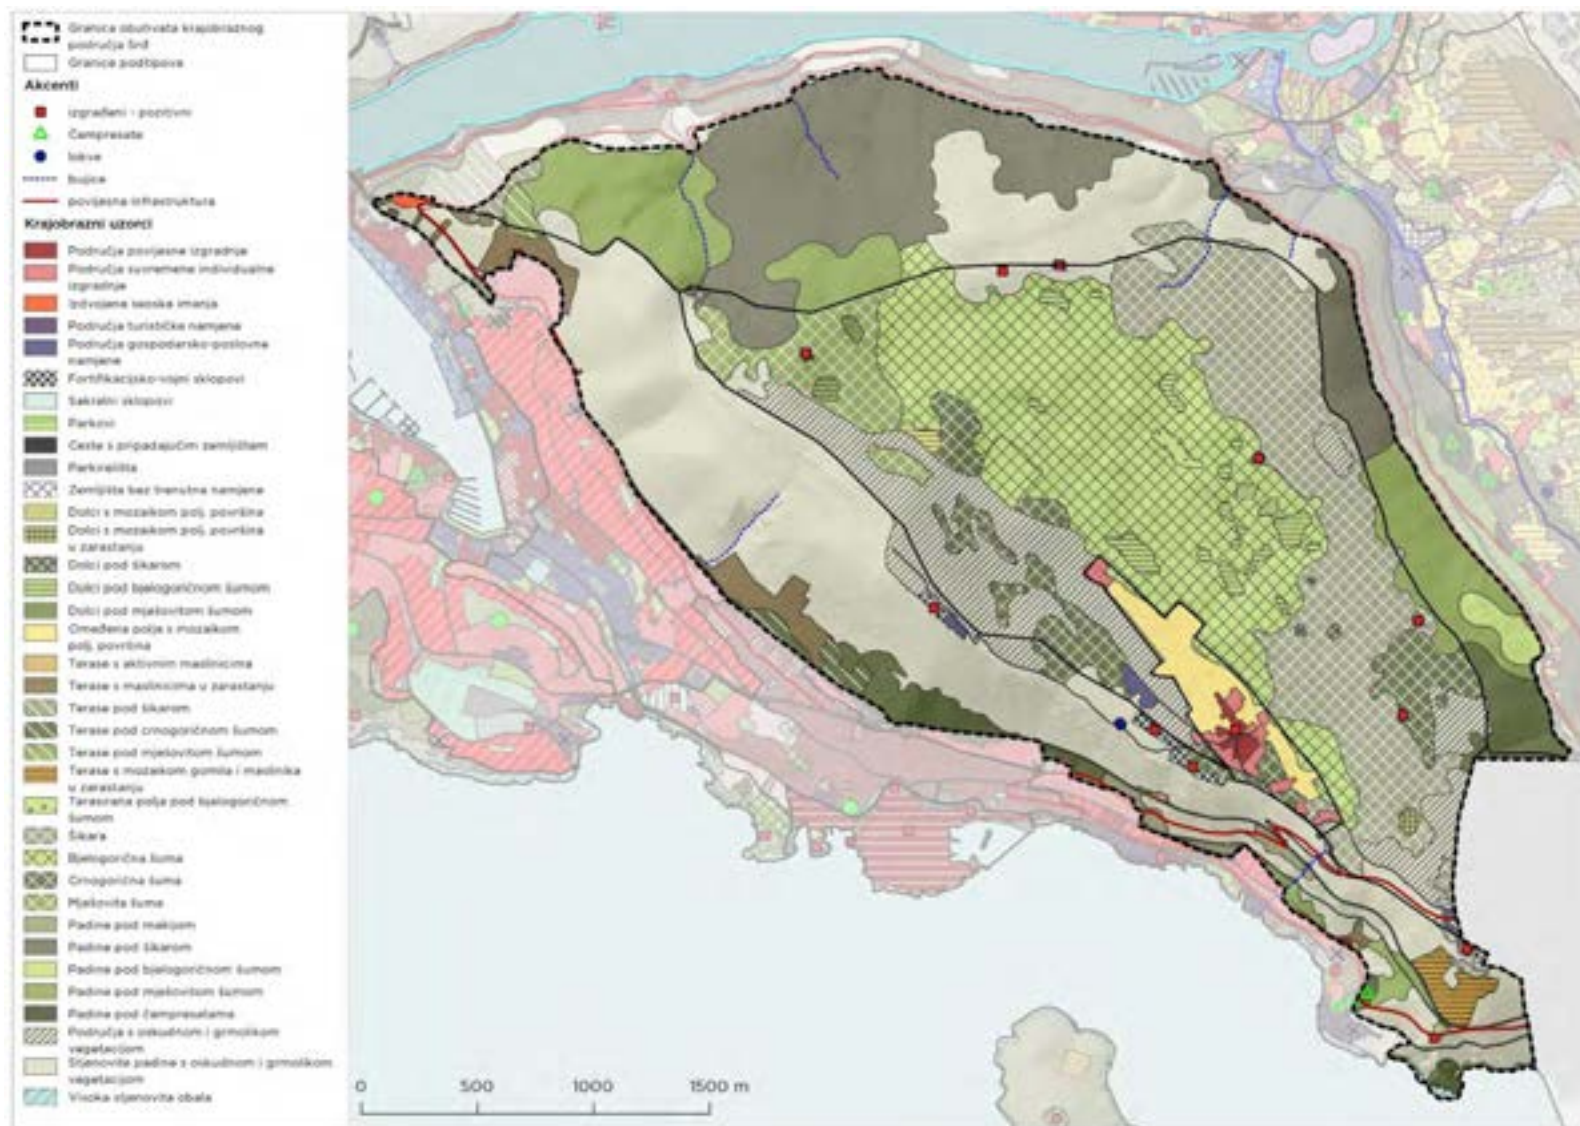 Granica obuhvata krajobraznog
područja Srđ
Granice podtipova
Akcenti
izgrađeni - pozitivni
Čempresate
lokve
bujice
povijesna infrastruktura
Krajobrazni uzorci
Područja povijesne izgradnje
Područja suvremene individualne
izgradnje
Izdvojena seoska imanja
Područja turističke namjene
Područja gospodarsko-poslovne
namjene
Fortifikacijsko-vojni sklopovi
Sakralni sklopovi
Parkovi
Ceste s pripadajućim zemljištem
Parkirališta
Zemljišta bez trenutne namjene
Dolci s mozaikom polj. površina
Dolci s mozaikom polj. površina
u zarastanju
Dolci pod šikarom
Dolci pod bjelogoričnom šumom
Dolci pod mješovitom šumom
Omeđena polja s mozaikom
polj. površina
Terase s aktivnim maslinicima
Terase s maslinicima u zarastanju
Terase pod šikarom
Terase pod crnogoričnom šumom
Terase pod mješovitom šumom
Terase s mozaikom gomila i maslinika
u zarastanju
Terasirana polja pod bjelogoričnom
šumom
Šikara
Bjelogorična šuma
Crnogorična šuma
Mješovita šuma
Padine pod makijom
Padine pod šikarom
Padine pod bjelogoričnom šumom
Padine pod mješovitom šumom
Padine pod čempresatama
Područja s oskudnom i grmolikom
vegetacijom
Stjenovite padine s oskudnom i grmolikom
vegetacijom
Visoka stjenovita obala
0 500 1000 1500 m